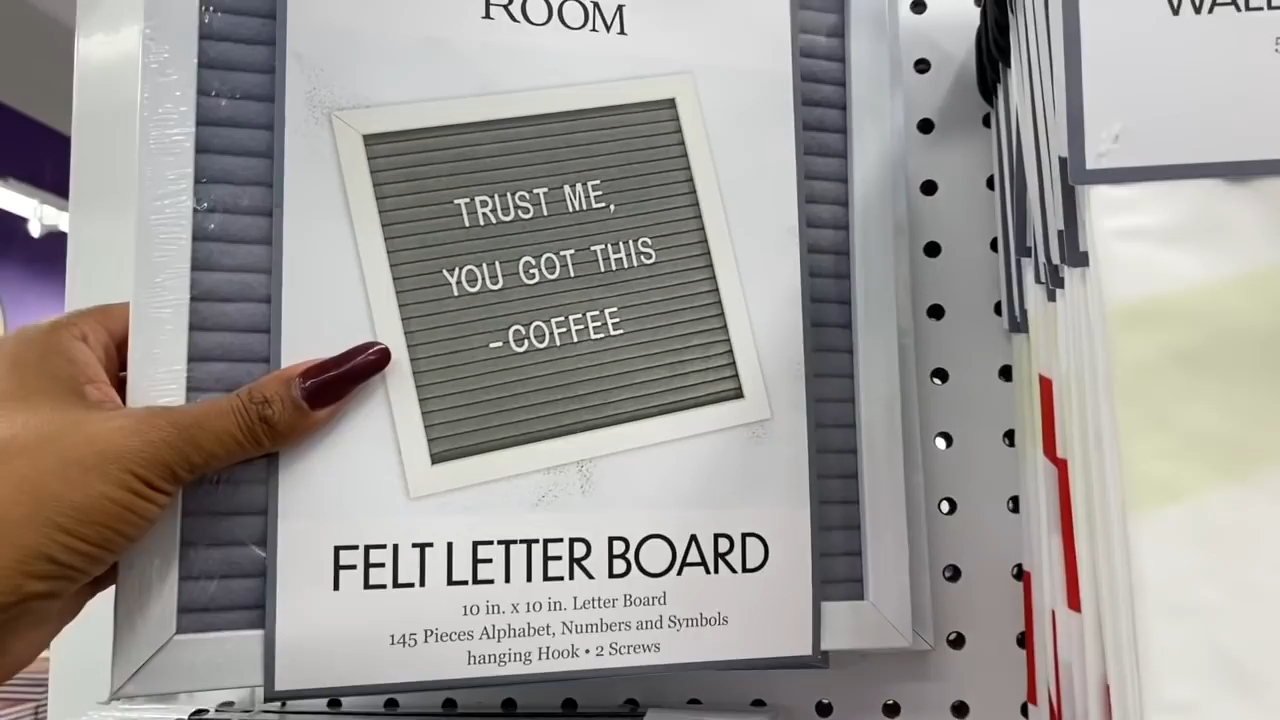 ROOM
TRUST ME,
YOU GOT THIS
-COFFEE
FELT LETTER BOARD
10 in. x 10 in. Letter Board
145 Pieces Alphabet, Numbers and Symbols
hanging Hook • 2 Screws